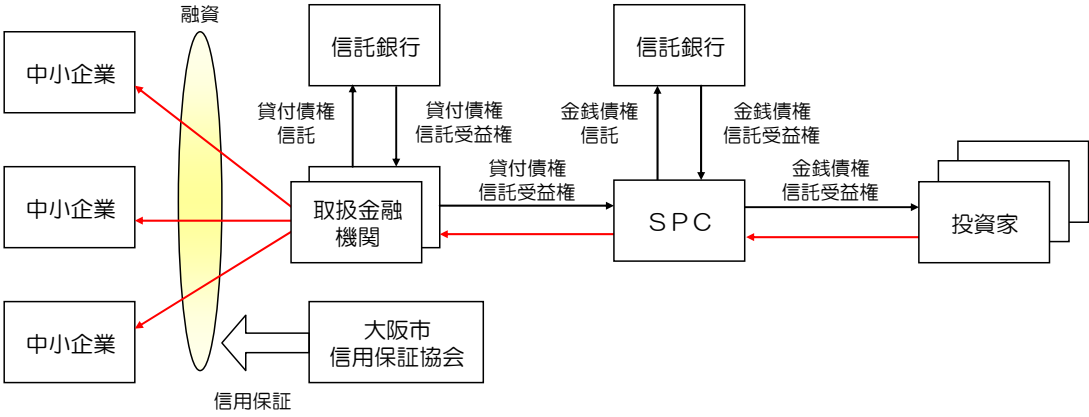 融資
中小企業
中小企業
中小企業
信託銀行
貸付債権
信託
貸付債権
信託受益権
取扱金融
機関
貸付債権
信託受益権
信託銀行
金銭債権
信託
金銭債権
信託受益権
ＳＰＣ
金銭債権
信託受益権
投資家
大阪市
信用保証協会
信用保証